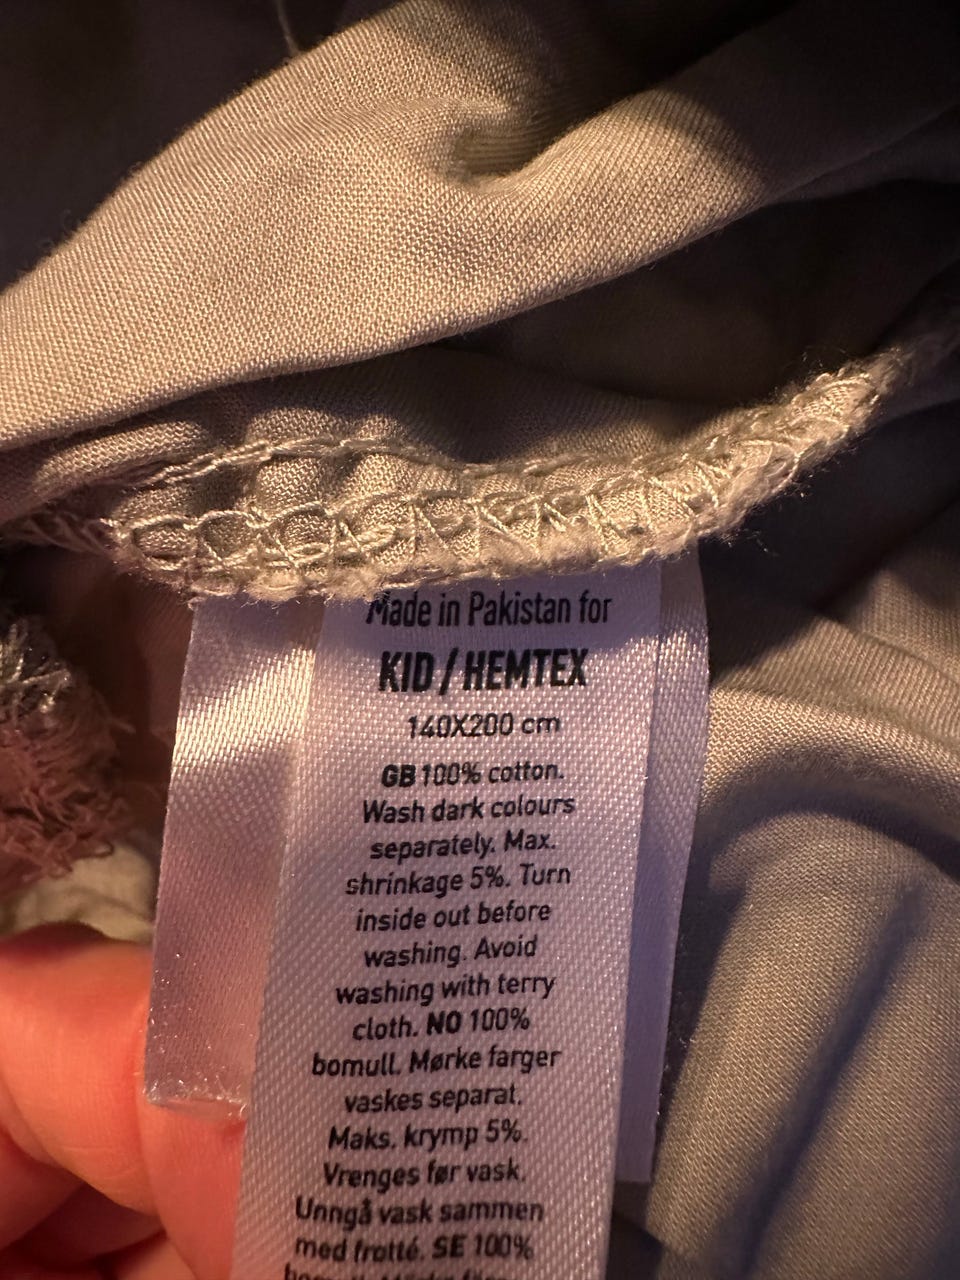 Made in Pakistan for
KID / HEMTEX
140X200 cm
GB 100% cotton.
Wash dark colours
separately. Max.
shrinkage 5%. Turn
inside out before
washing. Avoid
washing with terry
cloth. NO 100%
bomull. Mørke farger
vaskes separat.
Maks. krymp 5%.
Vrenges før vask.
Unngå vask sammen
med frotté. SE 100%